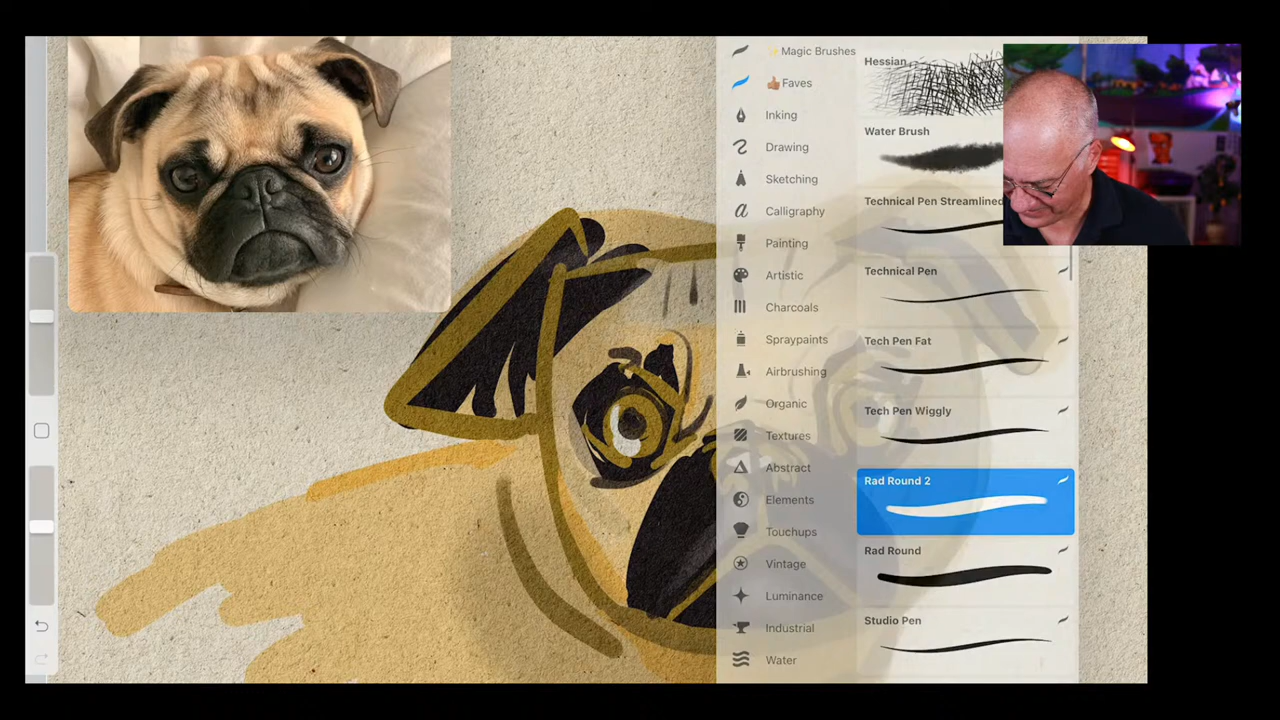 Magic Brushes
Faves
Inking
Drawing
Sketching
Calligraphy
Painting
Artistic
Charcoals
Spraypaints
Airbrushing
Organic
Textures
Abstract
Elements
Touchups
Vintage
Luminance
Industrial
Water
Hessian
Water Brush
Technical Pen Streamlined
Technical Pen
Tech Pen Fat
Tech Pen Wiggly
Rad Round 2
Rad Round
Studio Pen